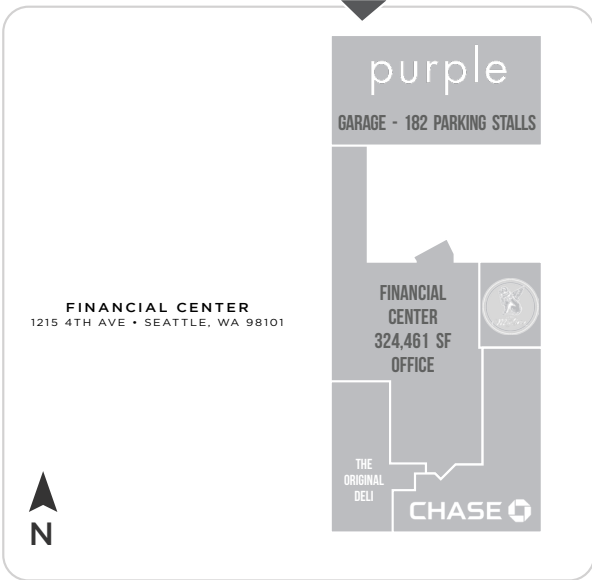 purple
GARAGE - 182 PARKING STALLS
FINANCIAL CENTER
1215 4TH AVE • SEATTLE, WA 98101
FINANCIAL
CENTER
324,461 SF
OFFICE
THE
ORIGINAL
DELI
CHASE
N